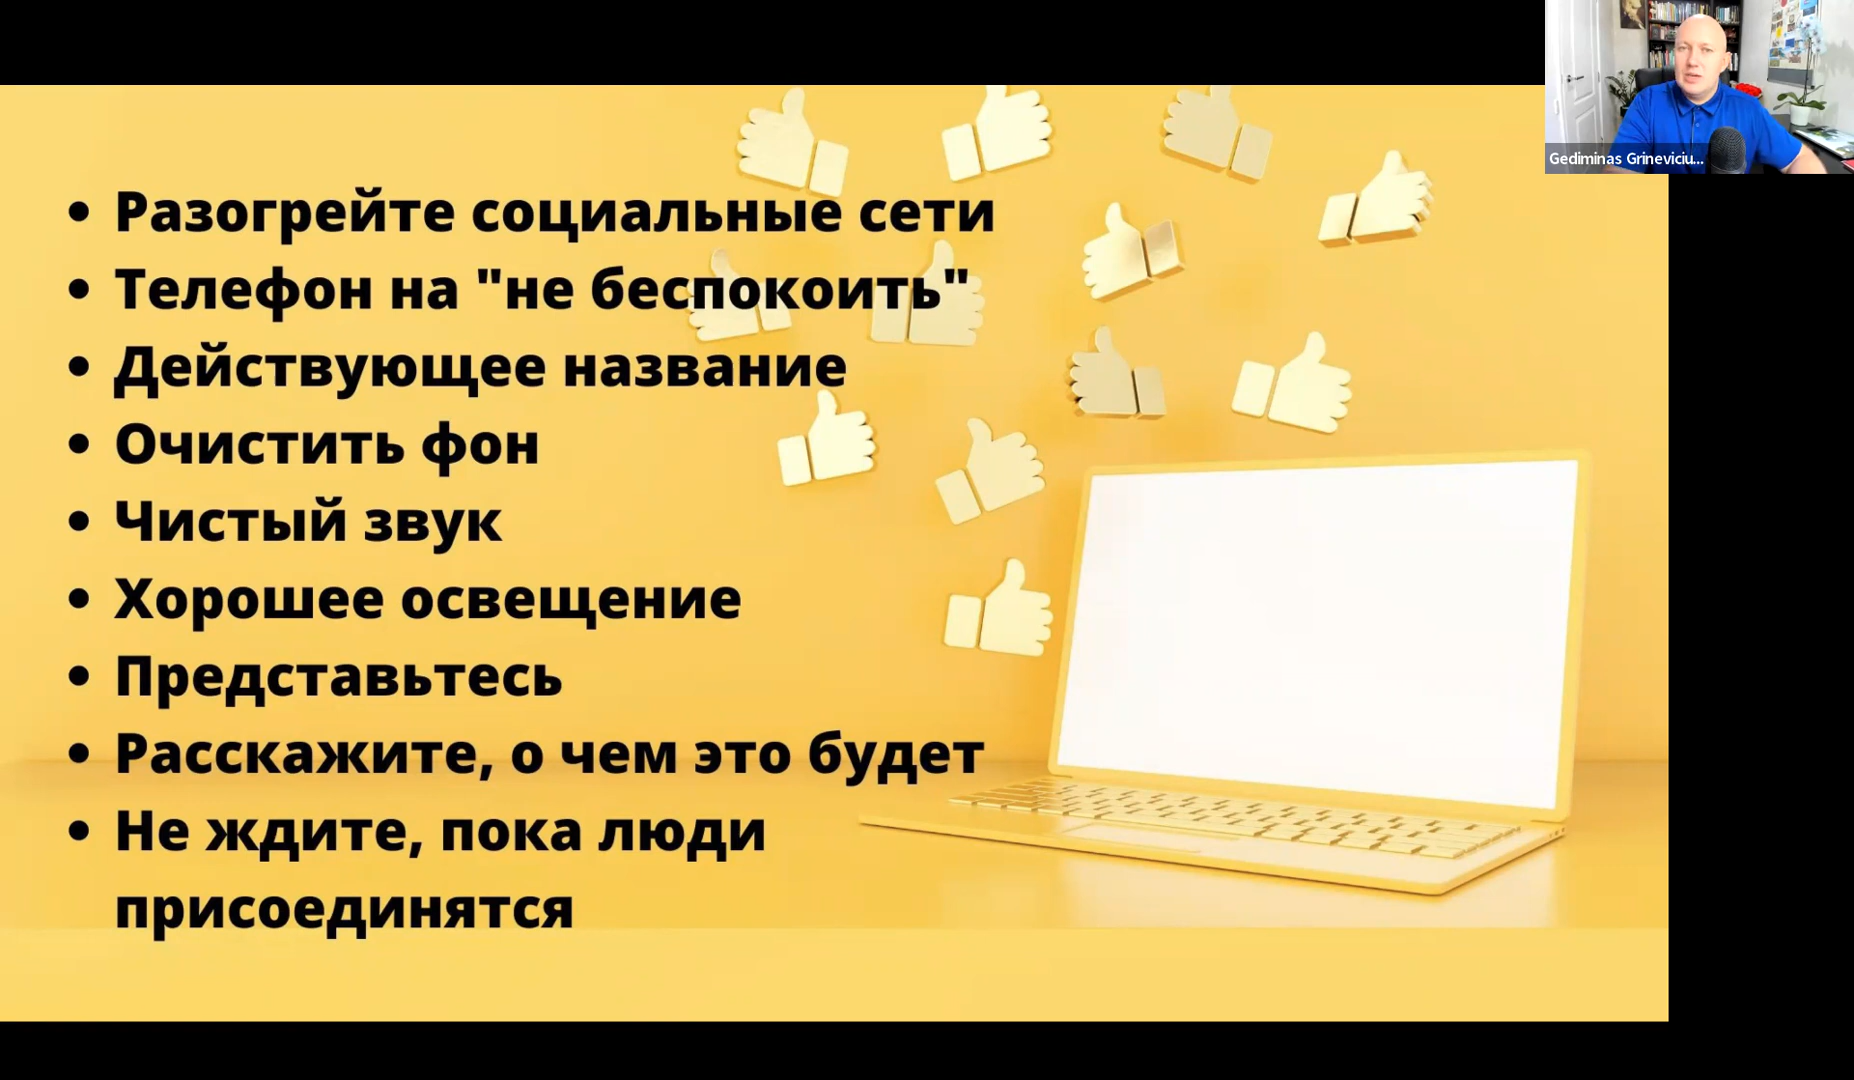 Gediminas Grineviciu...
• Разогрейте социальные сети
• Телефон на "не беспокоить"
• Действующее название
• Очистить фон
• Чистый звук
• Хорошее освещение
• Представьтесь
• Расскажите, о чем это будет
• Не ждите, пока люди
присоединятся